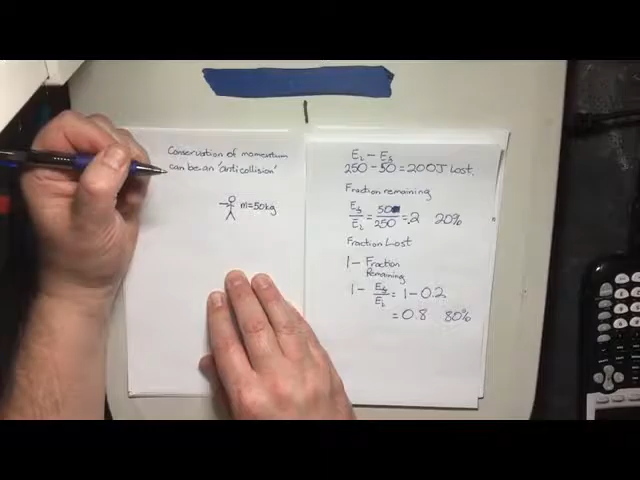 Conservation of momentum
can be an 'anticollision'
m=50kg
Ei - Ef
250 - 50 = 200J Lost.
Fraction remaining
Ef/Ei = 50/250 = .2 20%
Fraction Lost
1 - Fraction
Remaining
1 - Ef/Ei = 1 - 0.2
= 0.8 80%